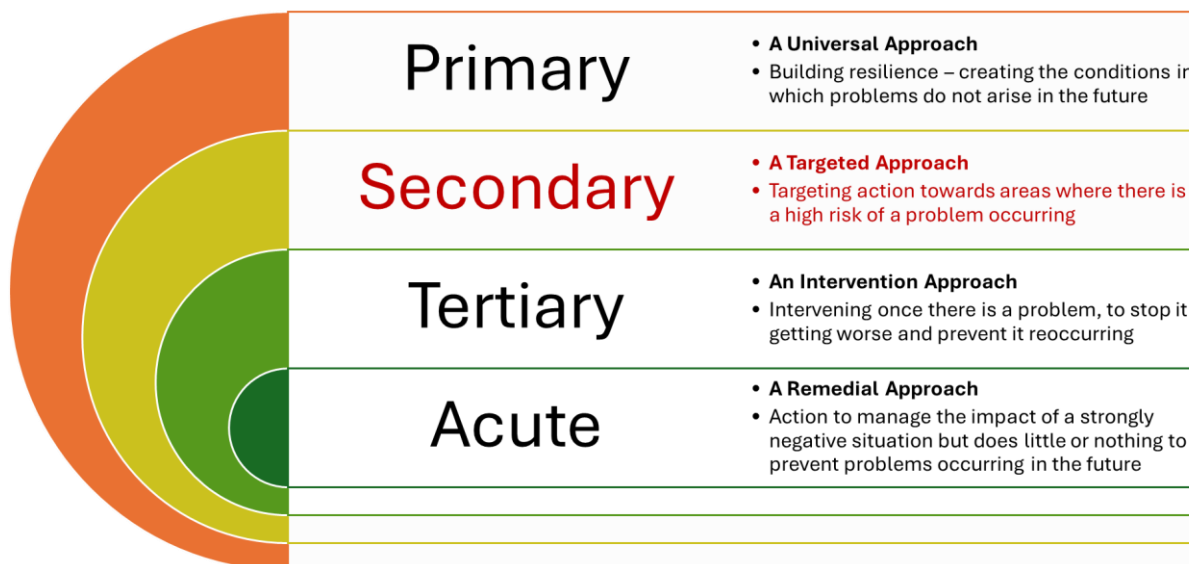 Primary
• A Universal Approach
• Building resilience – creating the conditions in
which problems do not arise in the future
Secondary
• A Targeted Approach
• Targeting action towards areas where there is
a high risk of a problem occurring
Tertiary
• An Intervention Approach
• Intervening once there is a problem, to stop it
getting worse and prevent it reoccurring
Acute
• A Remedial Approach
• Action to manage the impact of a strongly
negative situation but does little or nothing to
prevent problems occurring in the future